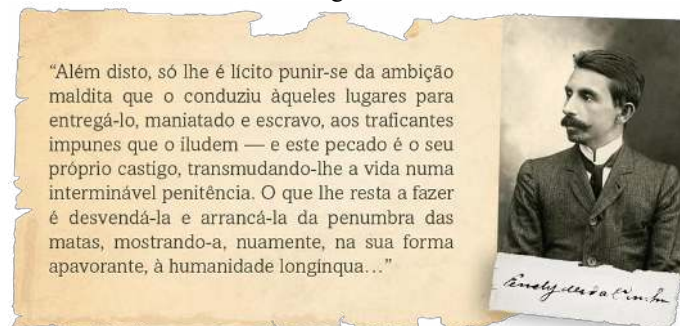 “Além disto, só lhe é lícito punir-se da ambição
maldita que o conduziu àqueles lugares para
entregá-lo, maniatado e escravo, aos traficantes
impunes que o iludem — e este pecado é o seu
próprio castigo, transmudando-lhe a vida numa
interminável penitência. O que lhe resta a fazer
é desvendá-la e arrancá-la da penumbra das
matas, mostrando-a, nuamente, na sua forma
apavorante, à humanidade longínqua…”